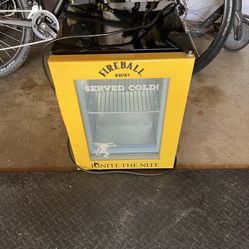 FIREBALL
WHISKY
SERVED COLD!
IGNITE THE NITE